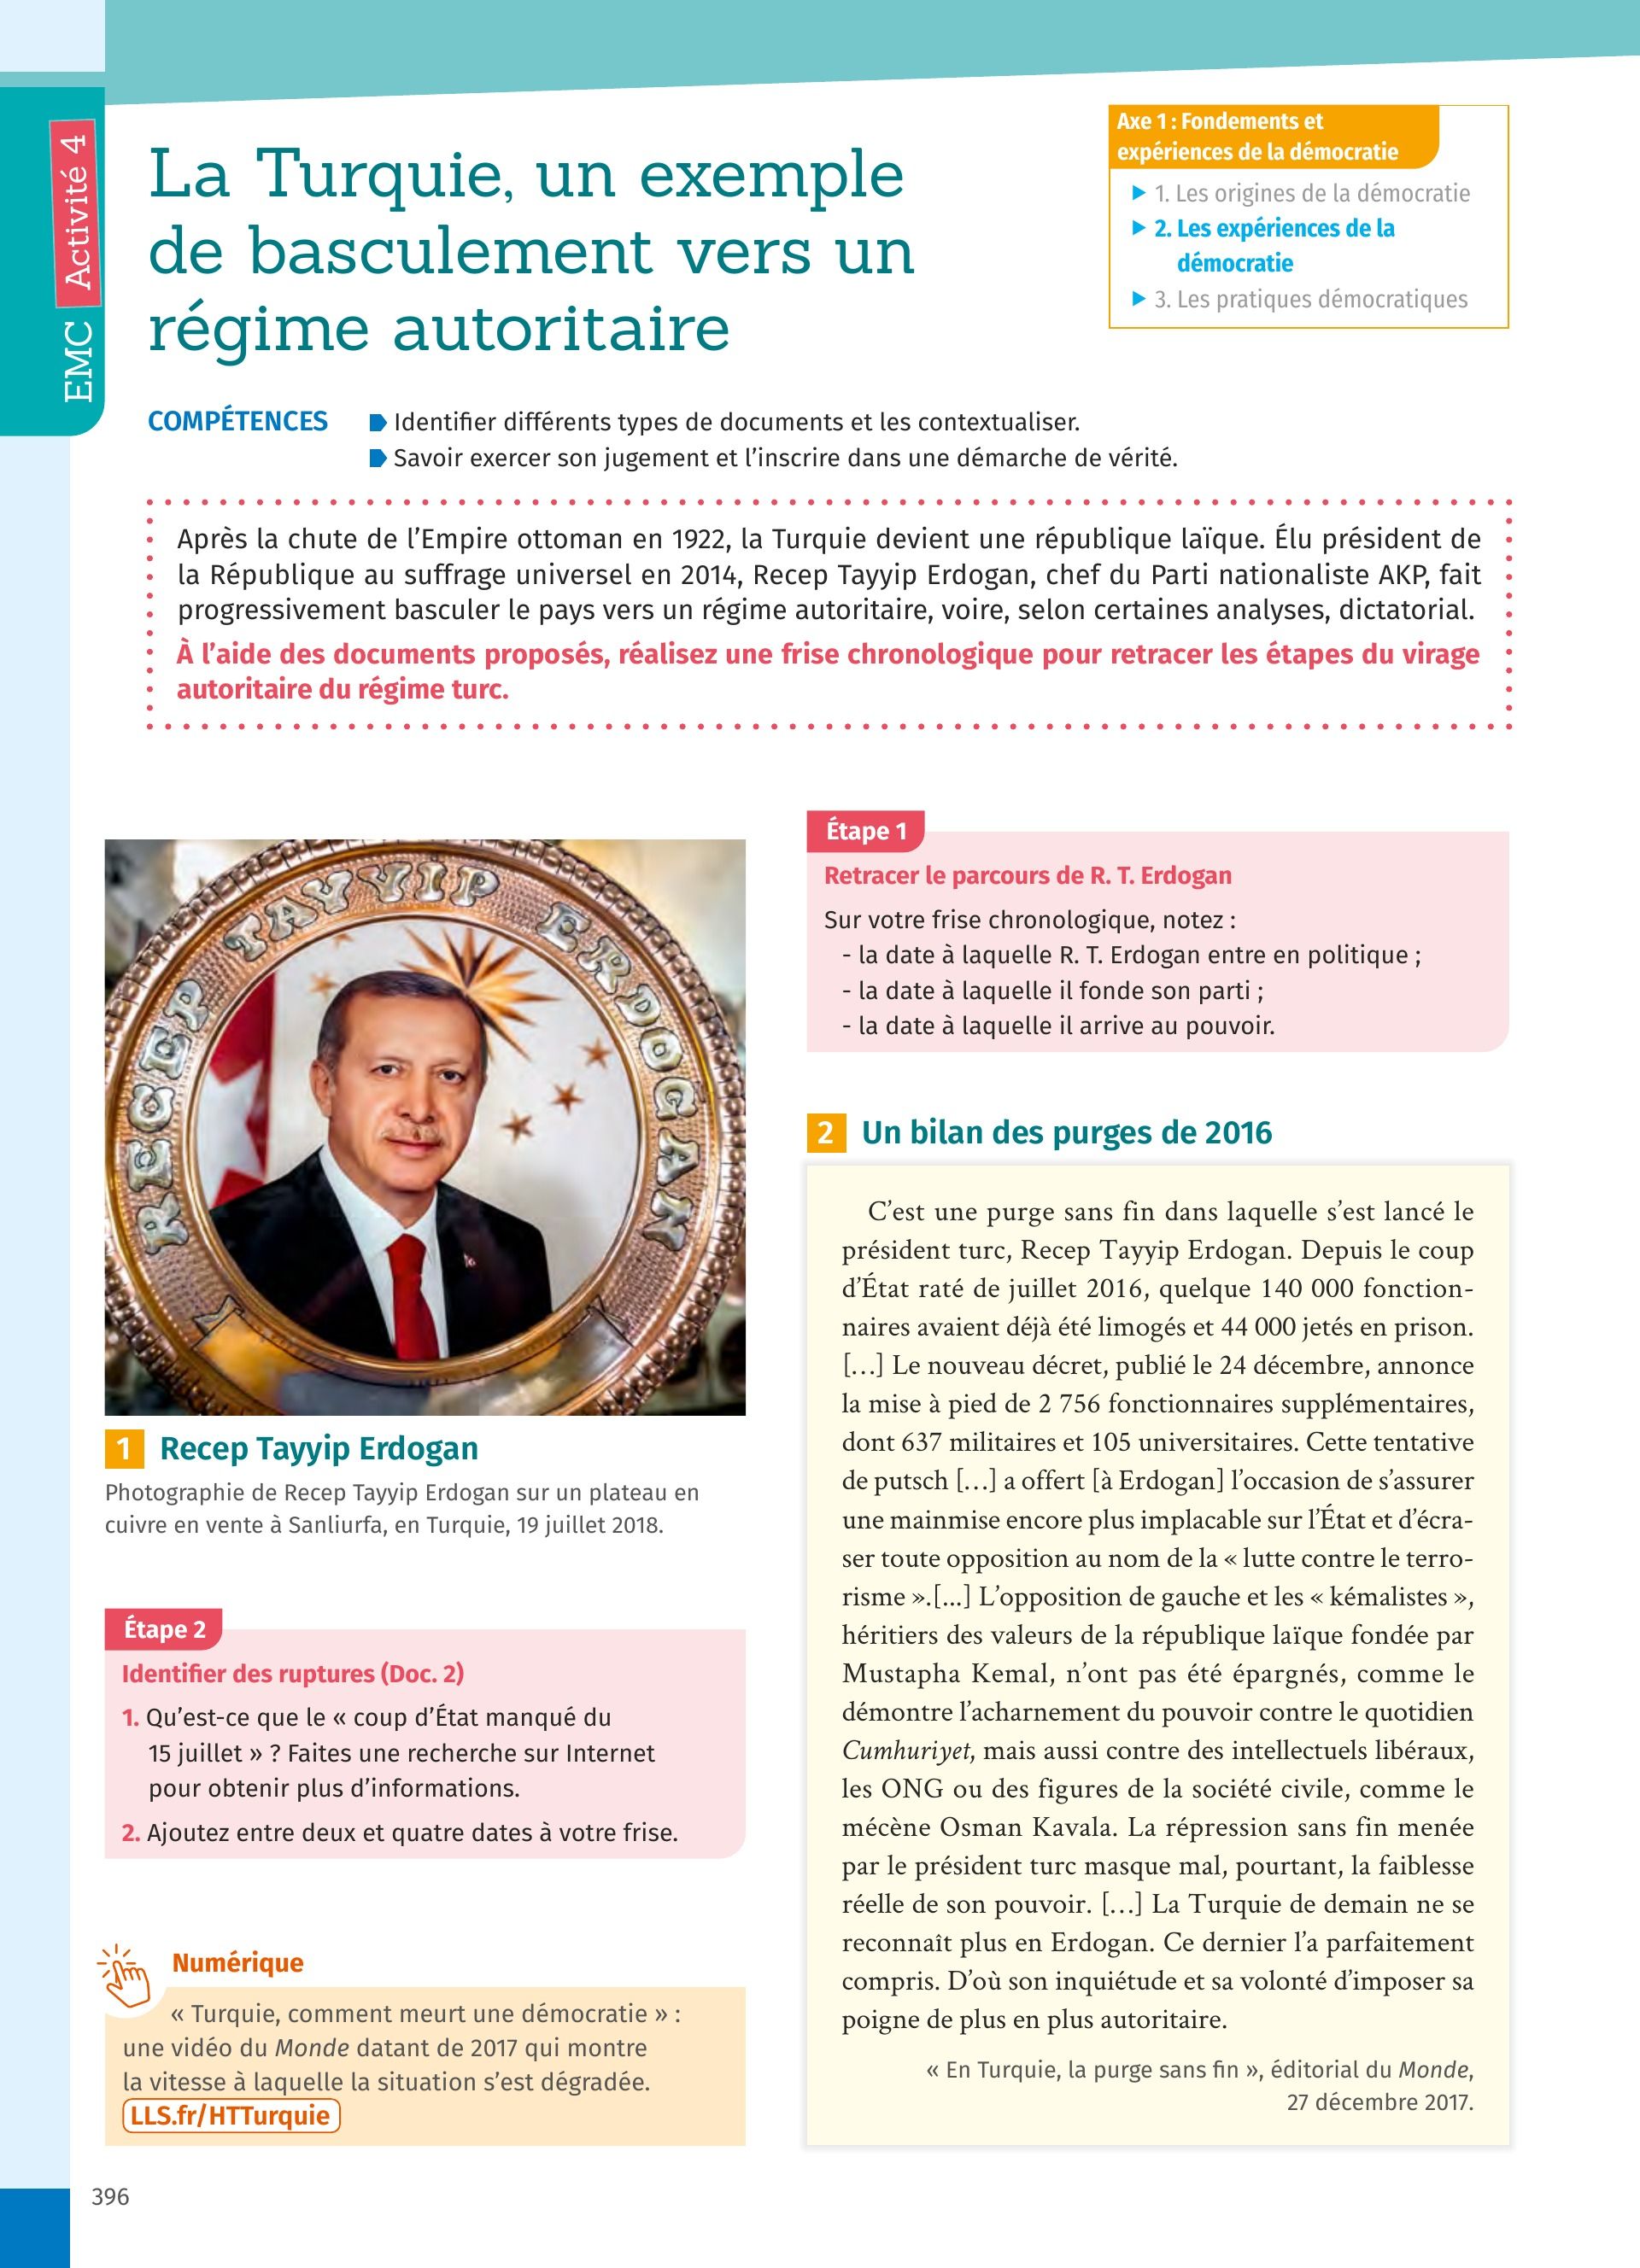 EMC Activité 4
La Turquie, un exemple
de basculement vers un
régime autoritaire
Axe 1 : Fondements et
expériences de la démocratie
1. Les origines de la démocratie
2. Les expériences de la
démocratie
3. Les pratiques démocratiques
COMPÉTENCES
Identifier différents types de documents et les contextualiser.
Savoir exercer son jugement et l’inscrire dans une démarche de vérité.
Après la chute de l’Empire ottoman en 1922, la Turquie devient une république laïque. Élu président de
la République au suffrage universel en 2014, Recep Tayyip Erdogan, chef du Parti nationaliste AKP, fait
progressivement basculer le pays vers un régime autoritaire, voire, selon certaines analyses, dictatorial.
À l’aide des documents proposés, réalisez une frise chronologique pour retracer les étapes du virage
autoritaire du régime turc.
RECEP TAYYIP ERDOGAN
1 Recep Tayyip Erdogan
Photographie de Recep Tayyip Erdogan sur un plateau en
cuivre en vente à Sanliurfa, en Turquie, 19 juillet 2018.
Étape 2
Identifier des ruptures (Doc. 2)
1. Qu’est-ce que le « coup d’État manqué du
15 juillet » ? Faites une recherche sur Internet
pour obtenir plus d’informations.
2. Ajoutez entre deux et quatre dates à votre frise.
Numérique
« Turquie, comment meurt une démocratie » :
une vidéo du Monde datant de 2017 qui montre
la vitesse à laquelle la situation s’est dégradée.
LLS.fr/HTTurquie
Étape 1
Retracer le parcours de R. T. Erdogan
Sur votre frise chronologique, notez :
- la date à laquelle R. T. Erdogan entre en politique ;
- la date à laquelle il fonde son parti ;
- la date à laquelle il arrive au pouvoir.
2 Un bilan des purges de 2016
C’est une purge sans fin dans laquelle s’est lancé le
président turc, Recep Tayyip Erdogan. Depuis le coup
d’État raté de juillet 2016, quelque 140 000 fonction-
naires avaient déjà été limogés et 44 000 jetés en prison.
[…] Le nouveau décret, publié le 24 décembre, annonce
la mise à pied de 2 756 fonctionnaires supplémentaires,
dont 637 militaires et 105 universitaires. Cette tentative
de putsch […] a offert [à Erdogan] l’occasion de s’assurer
une mainmise encore plus implacable sur l’État et d’écra-
ser toute opposition au nom de la « lutte contre le terro-
risme ».[...] L’opposition de gauche et les « kémalistes »,
héritiers des valeurs de la république laïque fondée par
Mustapha Kemal, n’ont pas été épargnés, comme le
démontre l’acharnement du pouvoir contre le quotidien
Cumhuriyet, mais aussi contre des intellectuels libéraux,
les ONG ou des figures de la société civile, comme le
mécène Osman Kavala. La répression sans fin menée
par le président turc masque mal, pourtant, la faiblesse
réelle de son pouvoir. […] La Turquie de demain ne se
reconnaît plus en Erdogan. Ce dernier l’a parfaitement
compris. D’où son inquiétude et sa volonté d’imposer sa
poigne de plus en plus autoritaire.
« En Turquie, la purge sans fin », éditorial du Monde,
27 décembre 2017.
396